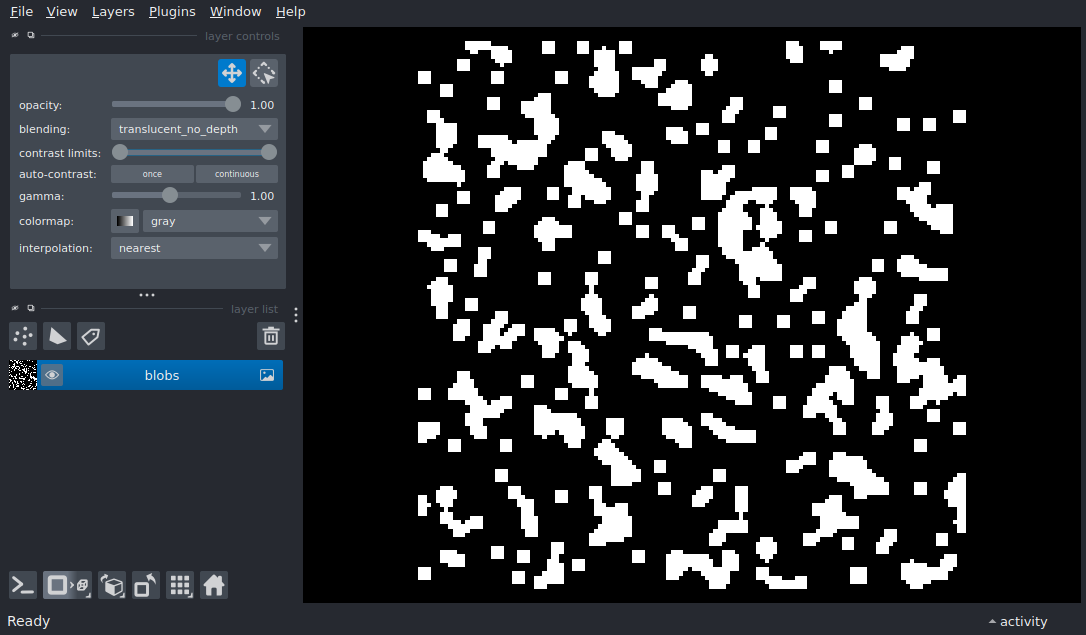 File View Layers Plugins Window Help
layer controls
opacity: 1.00
blending: translucent_no_depth
contrast limits:
auto-contrast: once continuous
gamma: 1.00
colormap: gray
interpolation: nearest
layer list
blobs
Ready activity